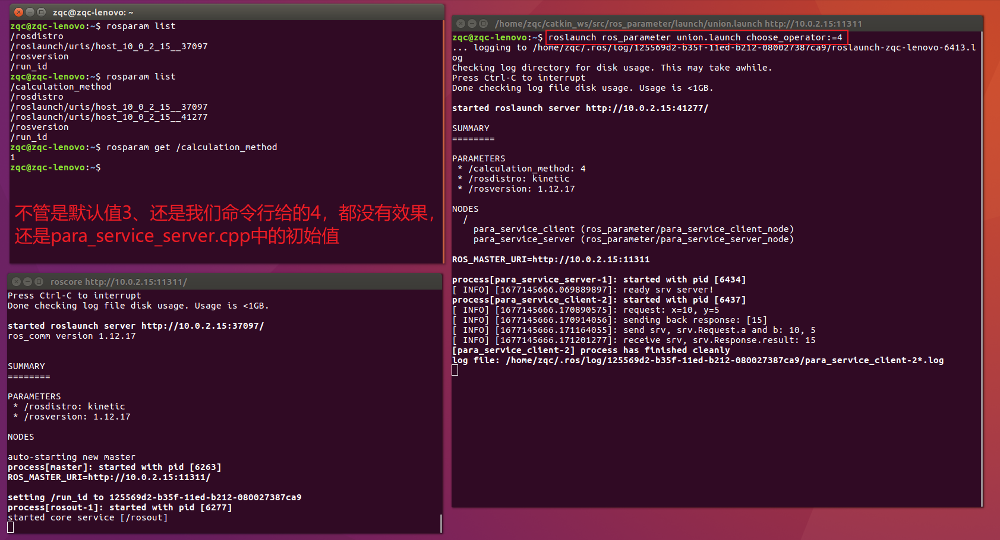 zqc@zqc-lenovo: ~
zqc@zqc-lenovo:~$ rosparam list
/rosdistro
/roslaunch/uris/host_10_0_2_15__37097
/rosversion
/run_id
zqc@zqc-lenovo:~$ rosparam list
/calculation_method
/rosdistro
/roslaunch/uris/host_10_0_2_15__37097
/roslaunch/uris/host_10_0_2_15__41277
/rosversion
/run_id
zqc@zqc-lenovo:~$ rosparam get /calculation_method
1
zqc@zqc-lenovo:~$
不管是默认值3、还是我们命令行给的4，都没有效果，
还是para_service_server.cpp中的初始值
roscore http://10.0.2.15:11311/
Press Ctrl-C to interrupt
Done checking log file disk usage. Usage is <1GB.
started roslaunch server http://10.0.2.15:37097/
ros_comm version 1.12.17
SUMMARY
========
PARAMETERS
* /rosdistro: kinetic
* /rosversion: 1.12.17
NODES
auto-starting new master
process[master]: started with pid [6263]
ROS_MASTER_URI=http://10.0.2.15:11311/
setting /run_id to 125569d2-b35f-11ed-b212-080027387ca9
process[rosout-1]: started with pid [6277]
started core service [/rosout]
/home/zqc/catkin_ws/src/ros_parameter/launch/union.launch http://10.0.2.15:11311
zqc@zqc-lenovo:~$ roslaunch ros_parameter union.launch choose_operator:=4
... logging to /home/zqc/.ros/log/125569d2-b35f-11ed-b212-080027387ca9/roslaunch-zqc-lenovo-6413.l
og
Checking log directory for disk usage. This may take awhile.
Press Ctrl-C to interrupt
Done checking log file disk usage. Usage is <1GB.
started roslaunch server http://10.0.2.15:41277/
SUMMARY
========
PARAMETERS
* /calculation_method: 4
* /rosdistro: kinetic
* /rosversion: 1.12.17
NODES
/
para_service_client (ros_parameter/para_service_client_node)
para_service_server (ros_parameter/para_service_server_node)
ROS_MASTER_URI=http://10.0.2.15:11311
process[para_service_server-1]: started with pid [6434]
[ INFO] [1677145666.069889897]: ready srv server!
process[para_service_client-2]: started with pid [6437]
[ INFO] [1677145666.170890575]: request: x=10, y=5
[ INFO] [1677145666.170914056]: sending back response: [15]
[ INFO] [1677145666.171164055]: send srv, srv.Request.a and b: 10, 5
[ INFO] [1677145666.171201277]: receive srv, srv.Response.result: 15
[para_service_client-2] process has finished cleanly
log file: /home/zqc/.ros/log/125569d2-b35f-11ed-b212-080027387ca9/para_service_client-2*.log